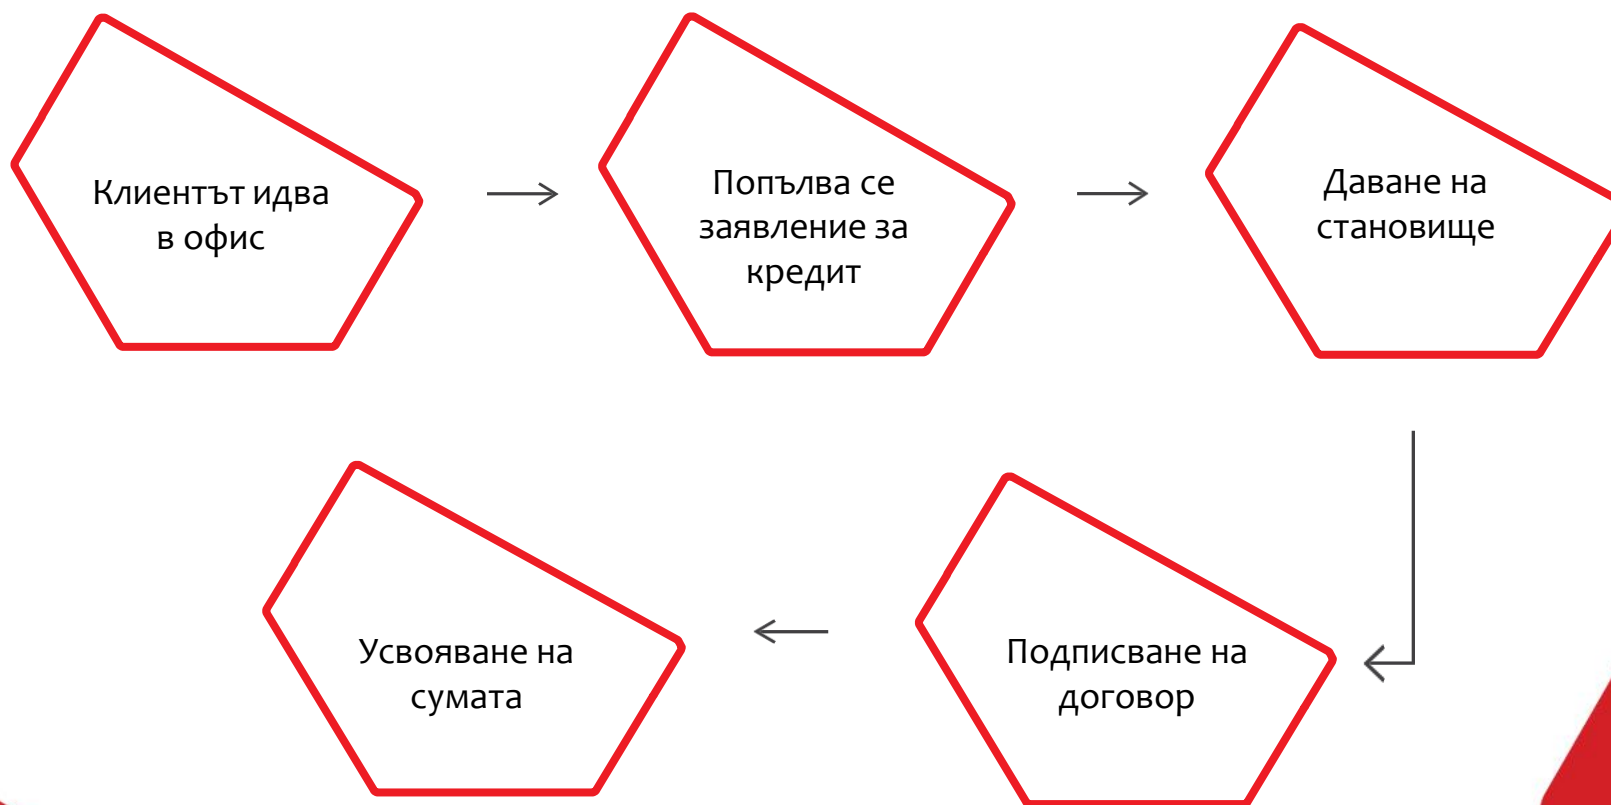 Клиентът идва
в офис
Попълва се
заявление за
кредит
Даване на
становище
Подписване на
договор
Усвояване на
сумата